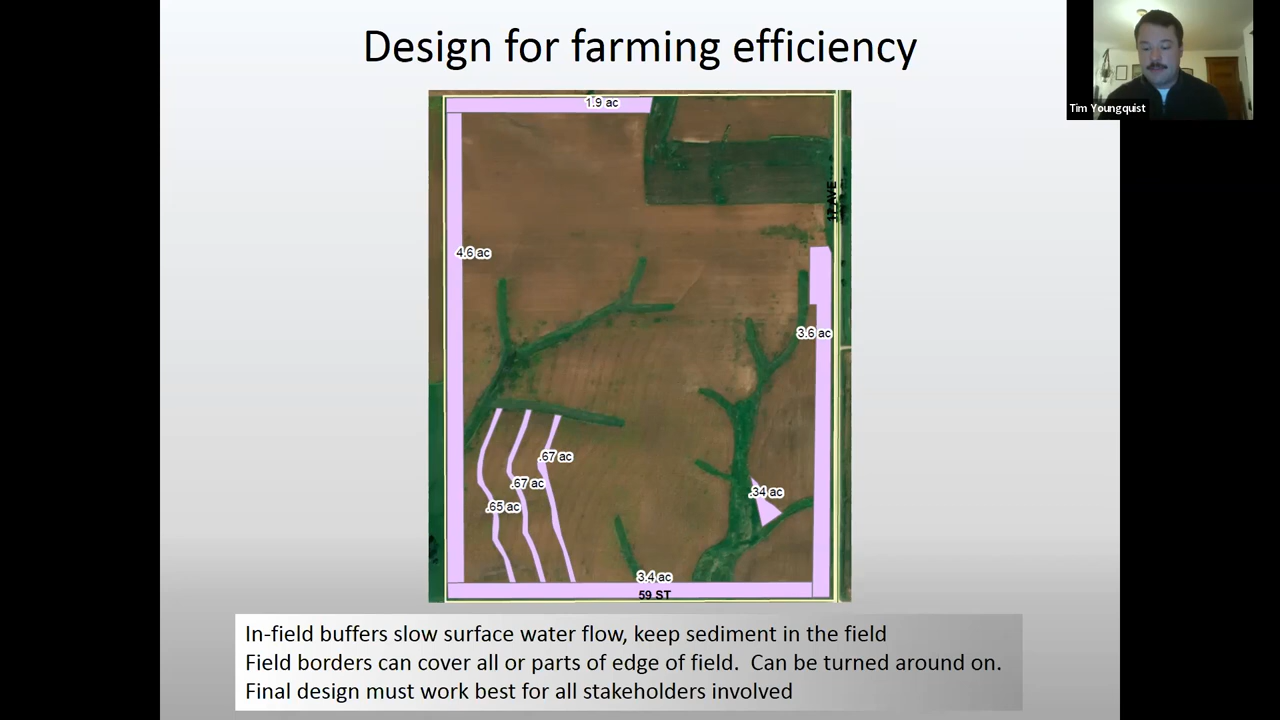 Design for farming efficiency
Tim Youngquist
1.9 ac
4.6 ac
3.6 ac
.67 ac
.67 ac
.65 ac
.34 ac
3.4 ac
59 ST
In-field buffers slow surface water flow, keep sediment in the field
Field borders can cover all or parts of edge of field.  Can be turned around on.
Final design must work best for all stakeholders involved